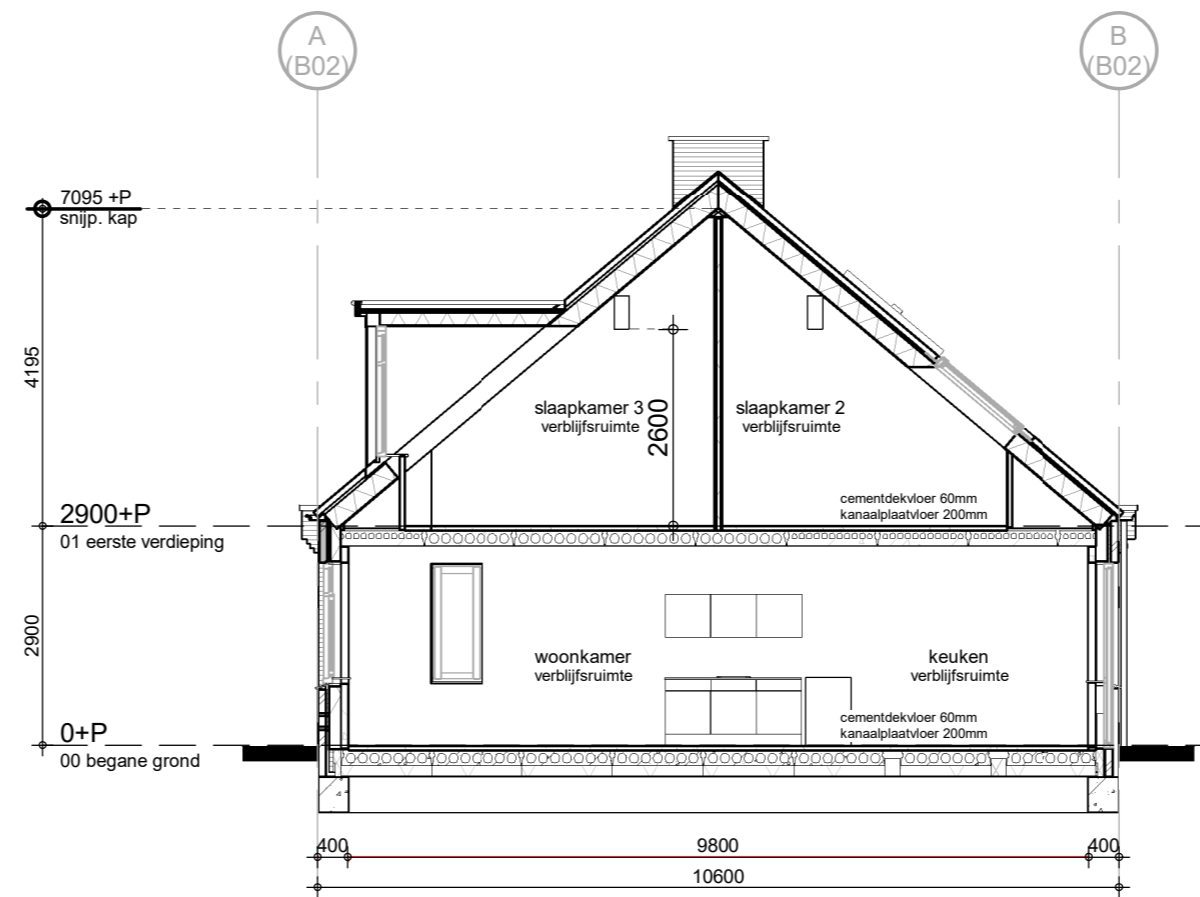 A
(B02)
B
(B02)
7095 +P
snijp. kap
4195
slaapkamer 3
verblijfsruimte
2600
slaapkamer 2
verblijfsruimte
cementdekvloer 60mm
kanaalplaatvloer 200mm
2900+P
01 eerste verdieping
2900
woonkamer
verblijfsruimte
keuken
verblijfsruimte
cementdekvloer 60mm
kanaalplaatvloer 200mm
0+P
00 begane grond
400
9800
400
10600